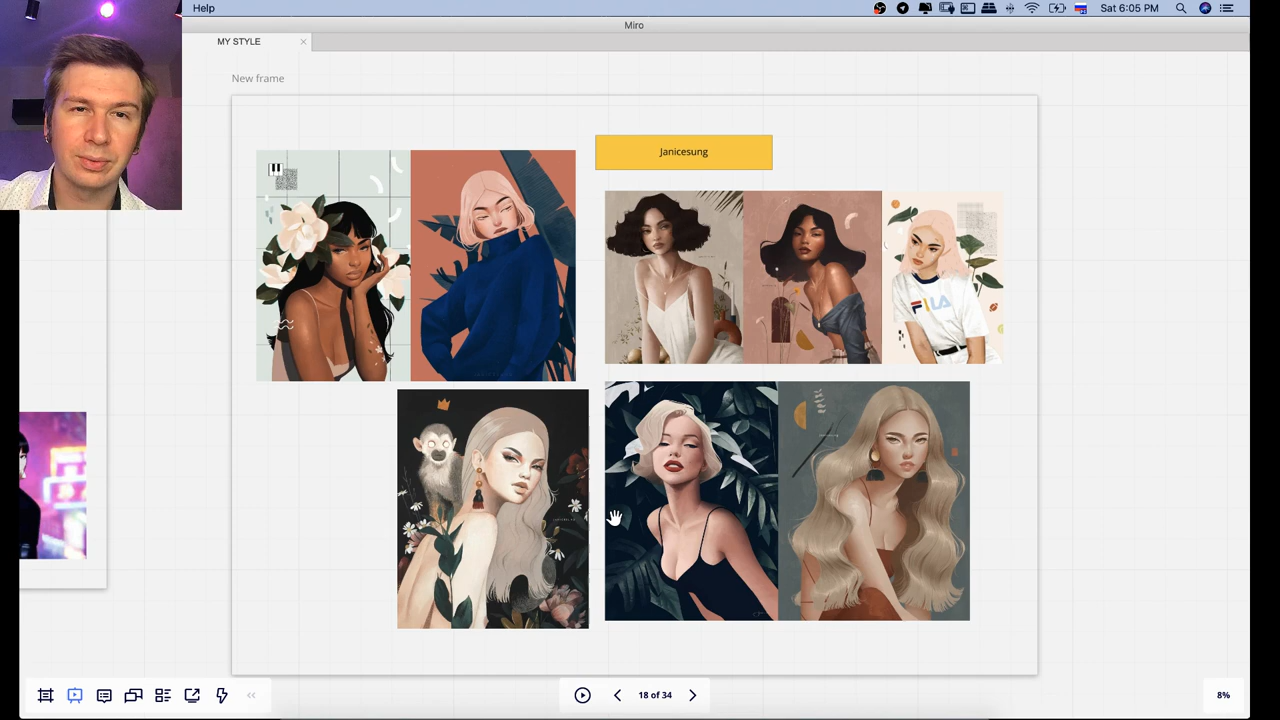 Help
Sat 6:05 PM
Miro
MY STYLE
New frame
Janicesung
FILA
18 of 34
8%